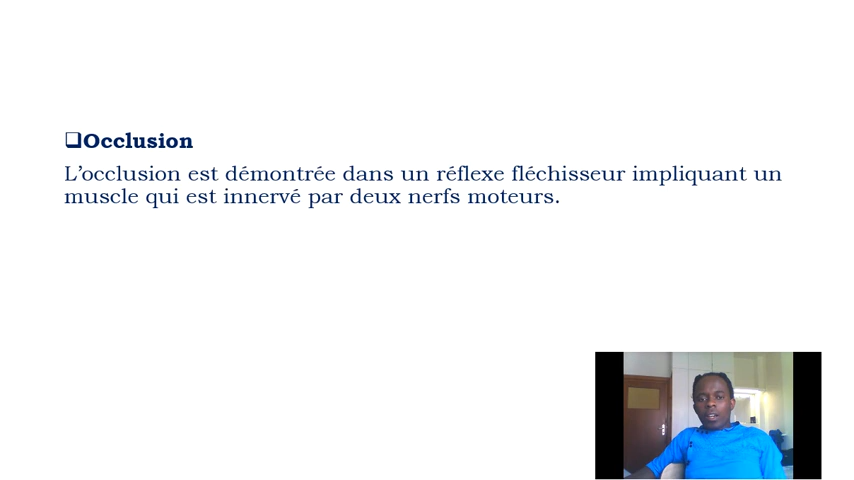 ❑Occlusion
L’occlusion est démontrée dans un réflexe fléchisseur impliquant un
muscle qui est innervé par deux nerfs moteurs.